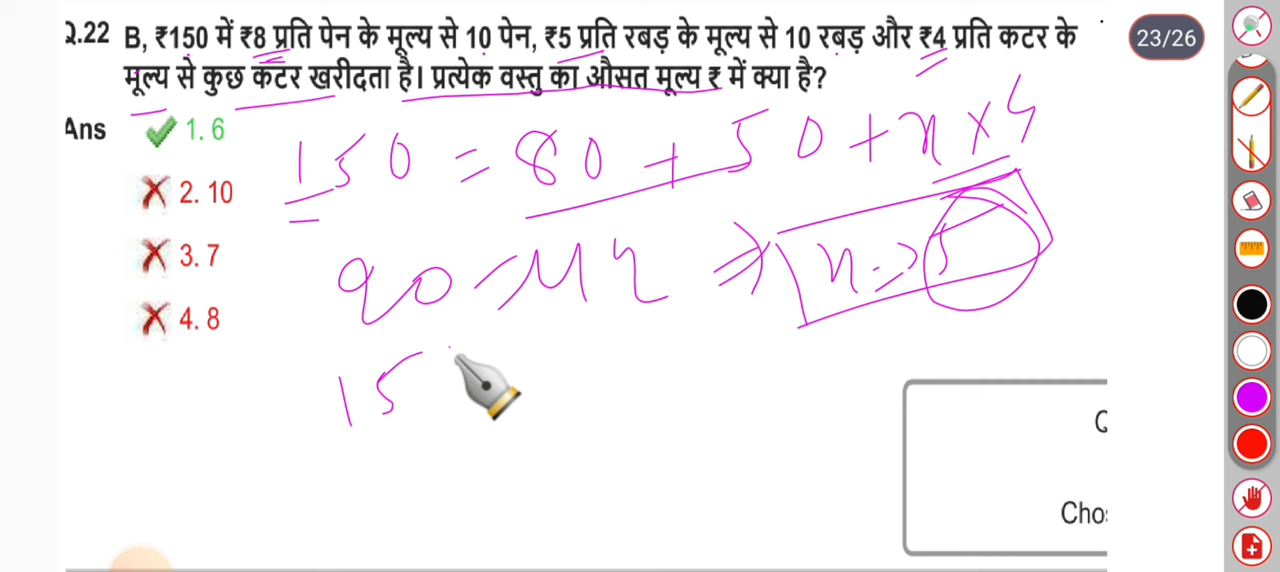 Q.22 B, ₹150 में ₹8 प्रति पेन के मूल्य से 10 पेन, ₹5 प्रति रबड़ के मूल्य से 10 रबड़ और ₹4 प्रति कटर के
मूल्य से कुछ कटर खरीदता है। प्रत्येक वस्तु का औसत मूल्य ₹ में क्या है?
23/26
Ans 1. 6
2. 10
3. 7
4. 8
150 = 80 + 50 + x × 4
20 = 4x ⇒ x = 5
15
Q
Cho